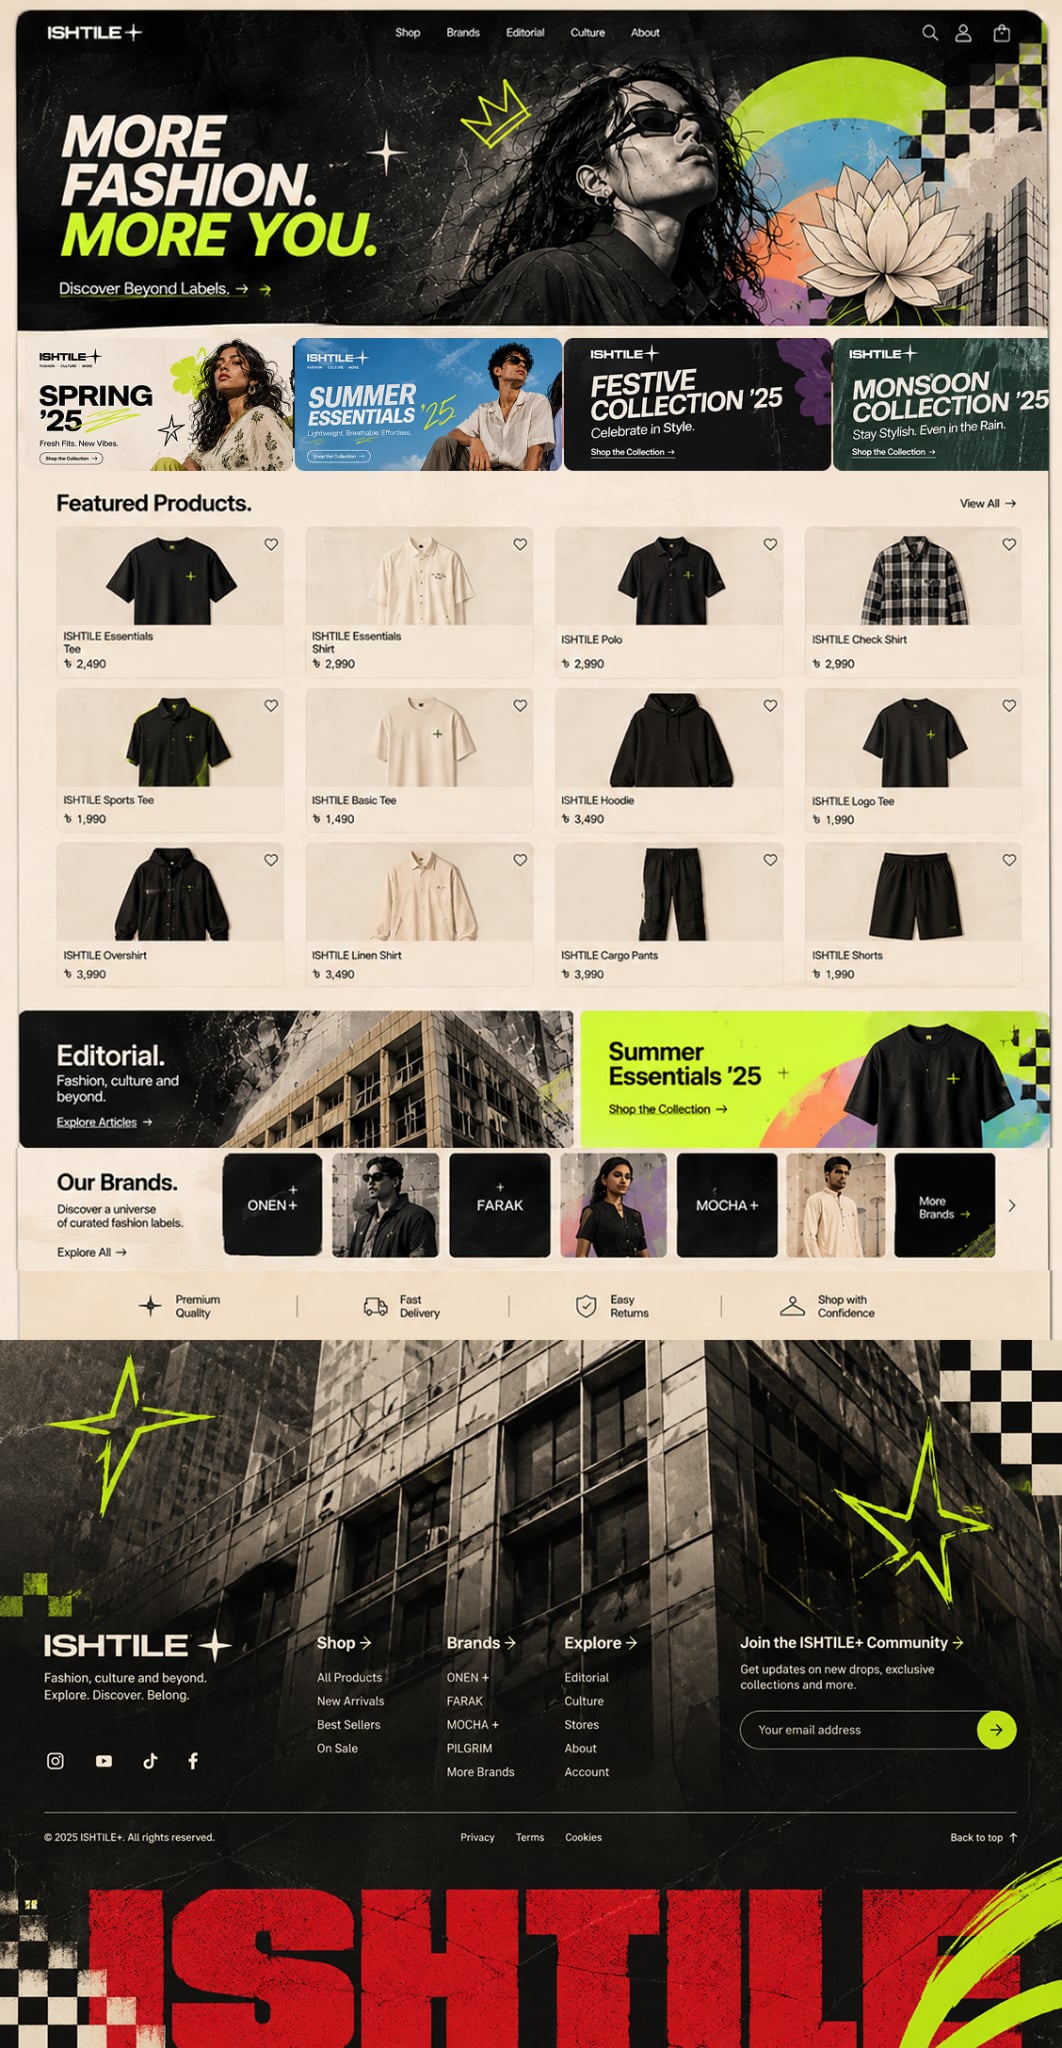 ISHTILE
Shop Brands Editorial Culture About
MORE
FASHION.
MORE YOU.
Discover Beyond Labels. → →
ISHTILE
FASHION · CULTURE · MORE
SPRING
'25
Fresh Fits. New Vibes.
Shop the Collection →
ISHTILE
FASHION · CULTURE · MORE
SUMMER
ESSENTIALS '25
Lightweight. Breathable. Effortless.
Shop the Collection →
ISHTILE
FESTIVE
COLLECTION '25
Celebrate in Style.
Shop the Collection →
ISHTILE
MONSOON
COLLECTION '25
Stay Stylish. Even in the Rain.
Shop the Collection →
Featured Products.
View All →
ISHTILE Essentials
Tee
৳ 2,490
ISHTILE Essentials
Shirt
৳ 2,990
ISHTILE Polo
৳ 2,990
ISHTILE Check Shirt
৳ 2,990
ISHTILE Sports Tee
৳ 1,990
ISHTILE Basic Tee
৳ 1,490
ISHTILE Hoodie
৳ 3,490
ISHTILE Logo Tee
৳ 1,990
ISHTILE Overshirt
৳ 3,990
ISHTILE Linen Shirt
৳ 3,490
ISHTILE Cargo Pants
৳ 3,990
ISHTILE Shorts
৳ 1,990
Editorial.
Fashion, culture and
beyond.
Explore Articles →
Summer
Essentials '25
Shop the Collection →
Our Brands.
Discover a universe
of curated fashion labels.
Explore All →
ONEN+
FARAK
MOCHA+
More
Brands →
Premium
Quality
Fast
Delivery
Easy
Returns
Shop with
Confidence
ISHTILE
Fashion, culture and beyond.
Explore. Discover. Belong.
Shop →
All Products
New Arrivals
Best Sellers
On Sale
Brands →
ONEN +
FARAK
MOCHA +
PILGRIM
More Brands
Explore →
Editorial
Culture
Stores
About
Account
Join the ISHTILE+ Community →
Get updates on new drops, exclusive
collections and more.
Your email address
© 2025 ISHTILE+. All rights reserved.
Privacy Terms Cookies
Back to top ↑
ISHTILE